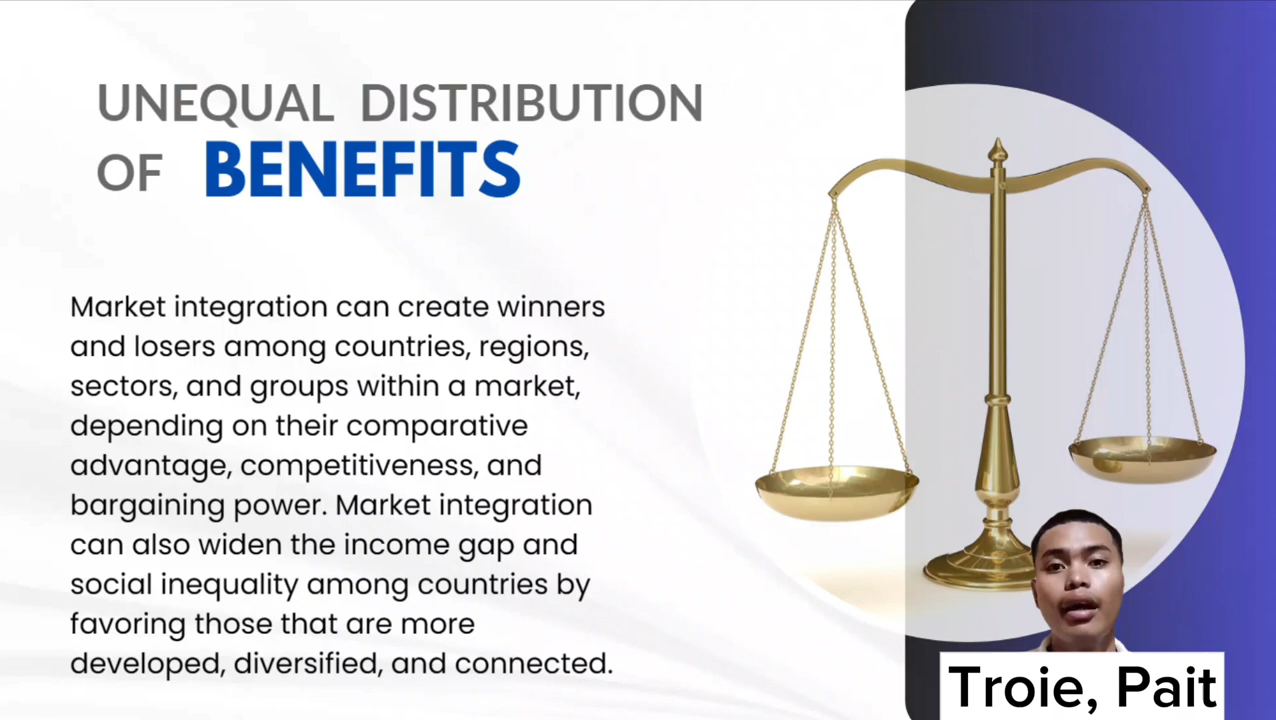 UNEQUAL DISTRIBUTION
OF BENEFITS
Market integration can create winners
and losers among countries, regions,
sectors, and groups within a market,
depending on their comparative
advantage, competitiveness, and
bargaining power. Market integration
can also widen the income gap and
social inequality among countries by
favoring those that are more
developed, diversified, and connected.
Troie, Pait